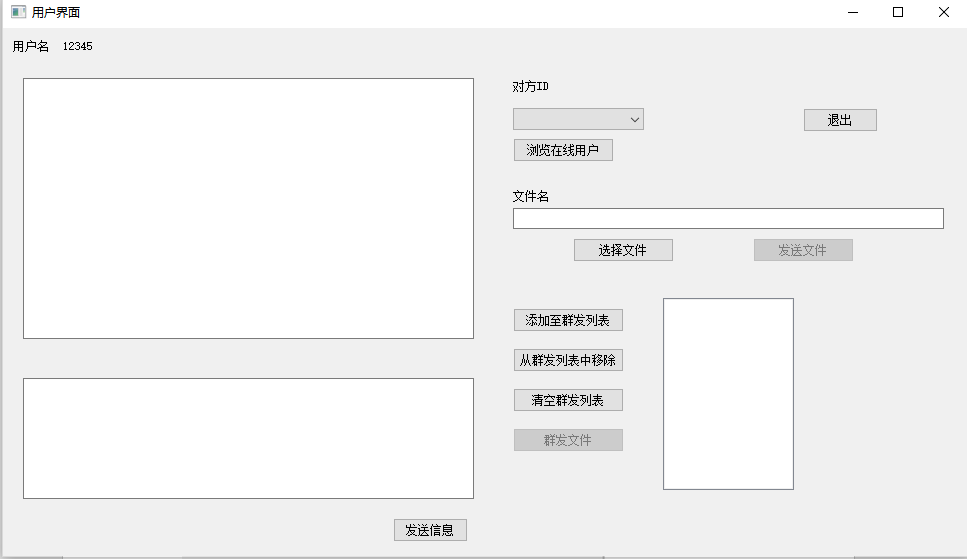 用户界面
用户名 12345
对方ID
退出
浏览在线用户
文件名
选择文件 发送文件
添加至群发列表
从群发列表中移除
清空群发列表
群发文件
发送信息